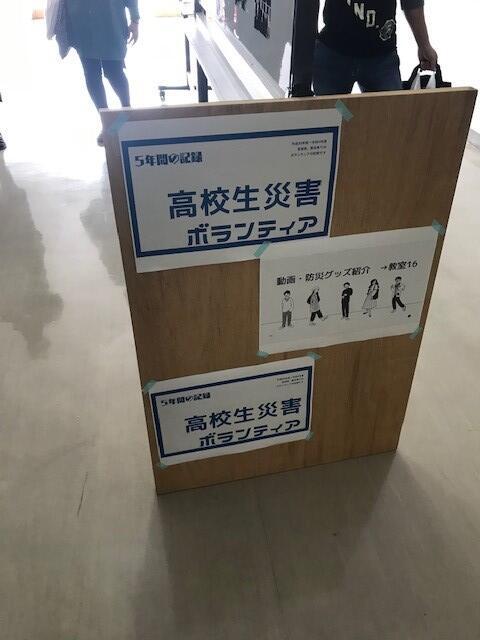 5年間の記録
高校生災害
ボランティア
動画・防災グッズ紹介 →教室16
5年間の記録
高校生災害
ボランティア